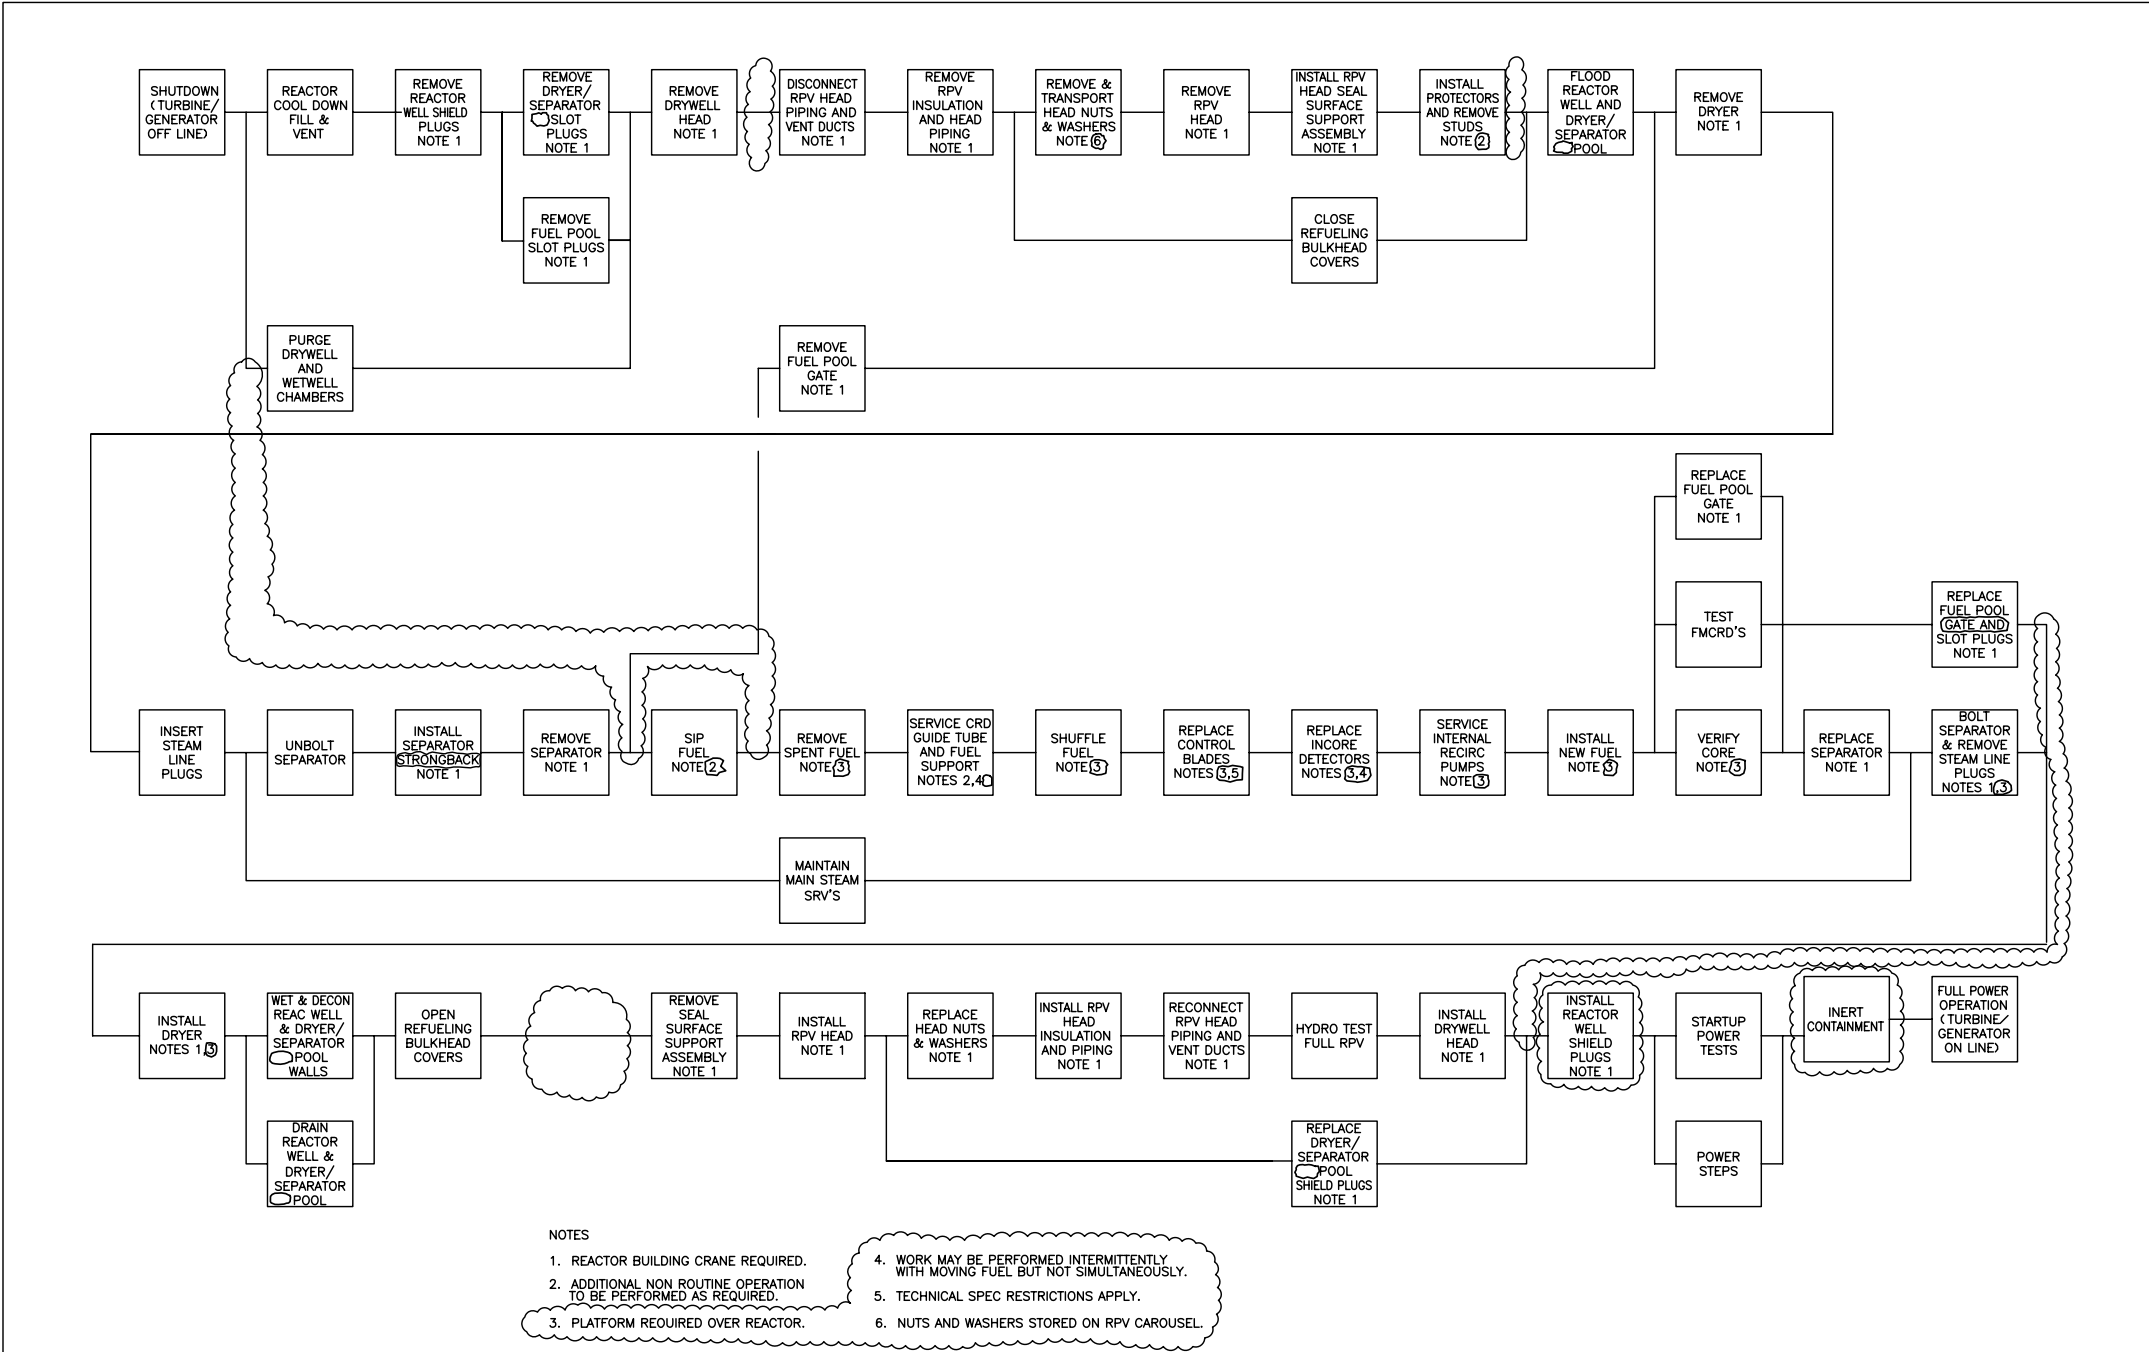 SHUTDOWN
(TURBINE/
GENERATOR
OFF LINE)
REACTOR
COOL DOWN
FILL &
VENT
REMOVE
REACTOR
WELL SHIELD
PLUGS
NOTE 1
REMOVE
DRYER/
SEPARATOR
SLOT
PLUGS
NOTE 1
REMOVE
DRYWELL
HEAD
NOTE 1
DISCONNECT
RPV HEAD
PIPING AND
VENT DUCTS
NOTE 1
REMOVE
RPV
INSULATION
AND HEAD
PIPING
NOTE 1
REMOVE &
TRANSPORT
HEAD NUTS
& WASHERS
NOTE 6
REMOVE
RPV
HEAD
NOTE 1
INSTALL RPV
HEAD SEAL
SURFACE
SUPPORT
ASSEMBLY
NOTE 1
INSTALL
PROTECTORS
AND REMOVE
STUDS
NOTE 2
FLOOD
REACTOR
WELL AND
DRYER/
SEPARATOR
POOL
REMOVE
DRYER
NOTE 1
REMOVE
FUEL POOL
SLOT PLUGS
NOTE 1
CLOSE
REFUELING
BULKHEAD
COVERS
PURGE
DRYWELL
AND
WETWELL
CHAMBERS
REMOVE
FUEL POOL
GATE
NOTE 1
REPLACE
FUEL POOL
GATE
NOTE 1
TEST
FMCRD'S
REPLACE
FUEL POOL
GATE AND
SLOT PLUGS
NOTE 1
INSERT
STEAM
LINE
PLUGS
UNBOLT
SEPARATOR
INSTALL
SEPARATOR
STRONGBACK
NOTE 1
REMOVE
SEPARATOR
NOTE 1
SIP
FUEL
NOTE 2
REMOVE
SPENT FUEL
NOTE 3
SERVICE CRD
GUIDE TUBE
AND FUEL
SUPPORT
NOTES 2,4
SHUFFLE
FUEL
NOTE 3
REPLACE
CONTROL
BLADES
NOTES 3,5
REPLACE
INCORE
DETECTORS
NOTES 3,4
SERVICE
INTERNAL
RECIRC
PUMPS
NOTE 3
INSTALL
NEW FUEL
NOTE 3
VERIFY
CORE
NOTE 3
REPLACE
SEPARATOR
NOTE 1
BOLT
SEPARATOR
& REMOVE
STEAM LINE
PLUGS
NOTES 1,3
MAINTAIN
MAIN STEAM
SRV'S
INSTALL
DRYER
NOTES 1,3
WET & DECON
REAC WELL
& DRYER/
SEPARATOR
POOL
WALLS
OPEN
REFUELING
BULKHEAD
COVERS
REMOVE
SEAL
SURFACE
SUPPORT
ASSEMBLY
NOTE 1
INSTALL
RPV HEAD
NOTE 1
REPLACE
HEAD NUTS
& WASHERS
NOTE 1
INSTALL RPV
HEAD
INSULATION
AND PIPING
NOTE 1
RECONNECT
RPV HEAD
PIPING AND
VENT DUCTS
NOTE 1
HYDRO TEST
FULL RPV
INSTALL
DRYWELL
HEAD
NOTE 1
INSTALL
REACTOR
WELL
SHIELD
PLUGS
NOTE 1
STARTUP
POWER
TESTS
INERT
CONTAINMENT
FULL POWER
OPERATION
(TURBINE/
GENERATOR
ON LINE)
DRAIN
REACTOR
WELL &
DRYER/
SEPARATOR
POOL
REPLACE
DRYER/
SEPARATOR
POOL
SHIELD PLUGS
NOTE 1
POWER
STEPS
NOTES
1. REACTOR BUILDING CRANE REQUIRED.
2. ADDITIONAL NON ROUTINE OPERATION
TO BE PERFORMED AS REQUIRED.
3. PLATFORM REQUIRED OVER REACTOR.
4. WORK MAY BE PERFORMED INTERMITTENTLY
WITH MOVING FUEL BUT NOT SIMULTANEOUSLY.
5. TECHNICAL SPEC RESTRICTIONS APPLY.
6. NUTS AND WASHERS STORED ON RPV CAROUSEL.